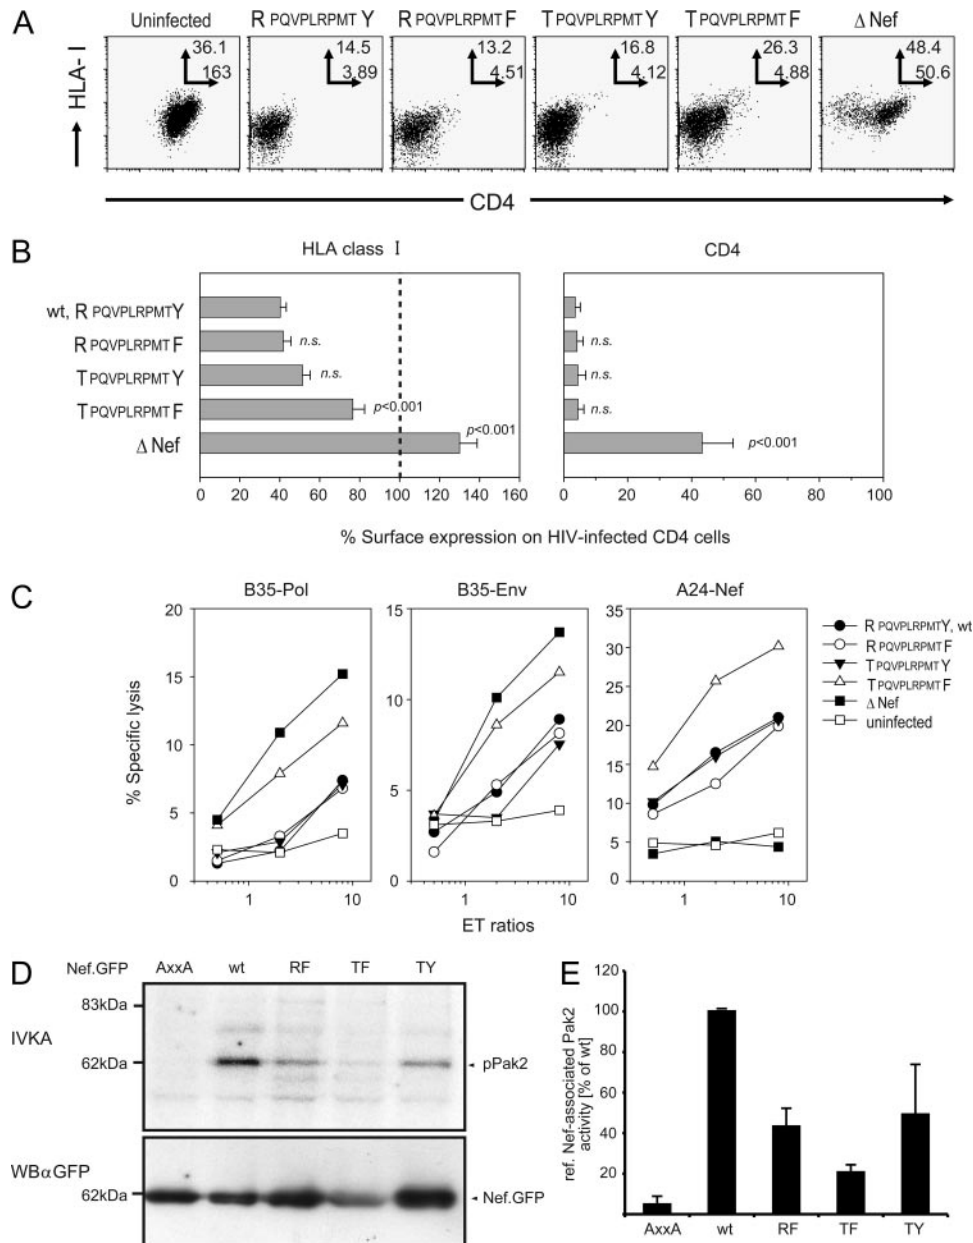 A
Uninfected
R PQVPLRPMT Y
R PQVPLRPMT F
T PQVPLRPMT Y
T PQVPLRPMT F
Δ Nef
HLA- I
36.1
163
14.5
3.89
13.2
4.51
16.8
4.12
26.3
4.88
48.4
50.6
CD4
B
HLA class I
CD4
wt, R PQVPLRPMT Y
R PQVPLRPMT F
n.s.
n.s.
T PQVPLRPMT Y
n.s.
n.s.
T PQVPLRPMT F
p<0.001
n.s.
Δ Nef
p<0.001
p<0.001
0 20 40 60 80 100 120 140 160
0 20 40 60 80 100
% Surface expression on HIV-infected CD4 cells
C
B35-Pol
B35-Env
A24-Nef
% Specific lysis
20
15
10
5
0
15
10
5
0
35
30
25
20
15
10
5
0
1 10
1 10
1 10
ET ratios
R PQVPLRPMT Y, wt
R PQVPLRPMT F
T PQVPLRPMT Y
T PQVPLRPMT F
Δ Nef
uninfected
D
Nef.GFP AxxA wt RF TF TY
83kDa
IVKA
62kDa
pPak2
WBαGFP
62kDa
Nef.GFP
E
ref. Nef-associated Pak2
activity [% of wt]
120
100
80
60
40
20
AxxA wt RF TF TY